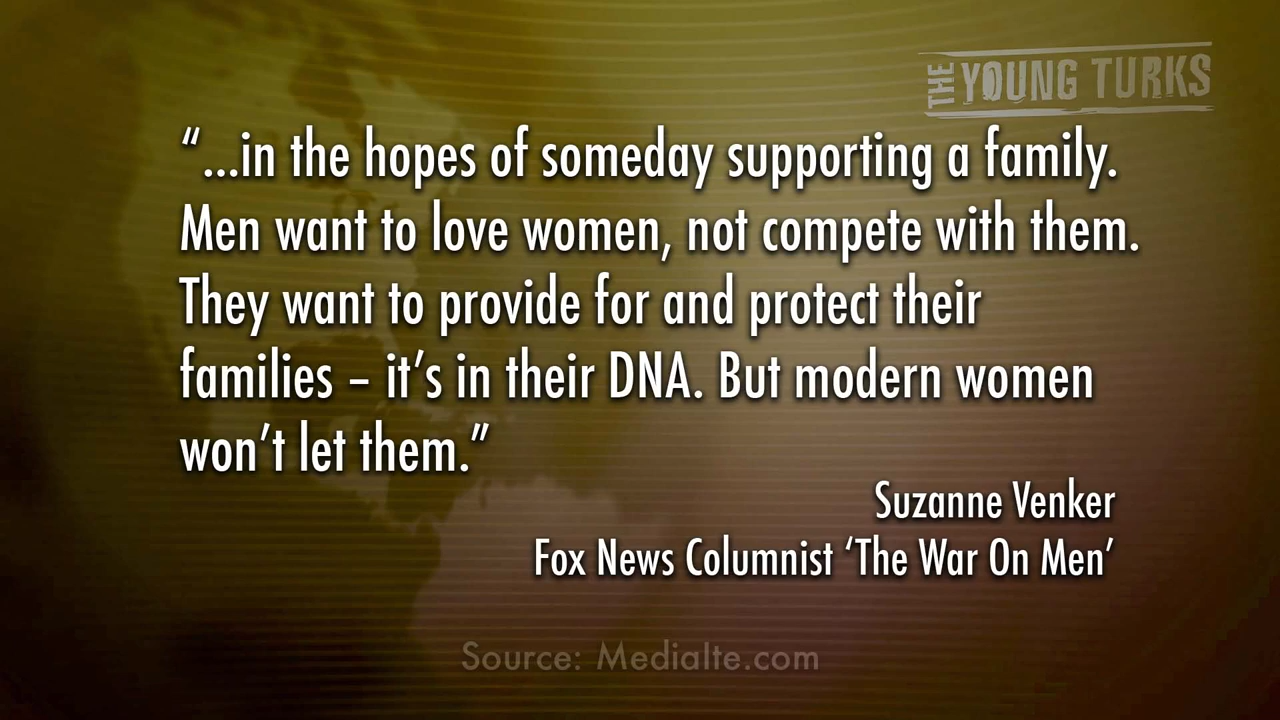 THE YOUNG TURKS
“...in the hopes of someday supporting a family.
Men want to love women, not compete with them.
They want to provide for and protect their
families – it’s in their DNA. But modern women
won’t let them.”
Suzanne Venker
Fox News Columnist ‘The War On Men’
Source: MediaIte.com